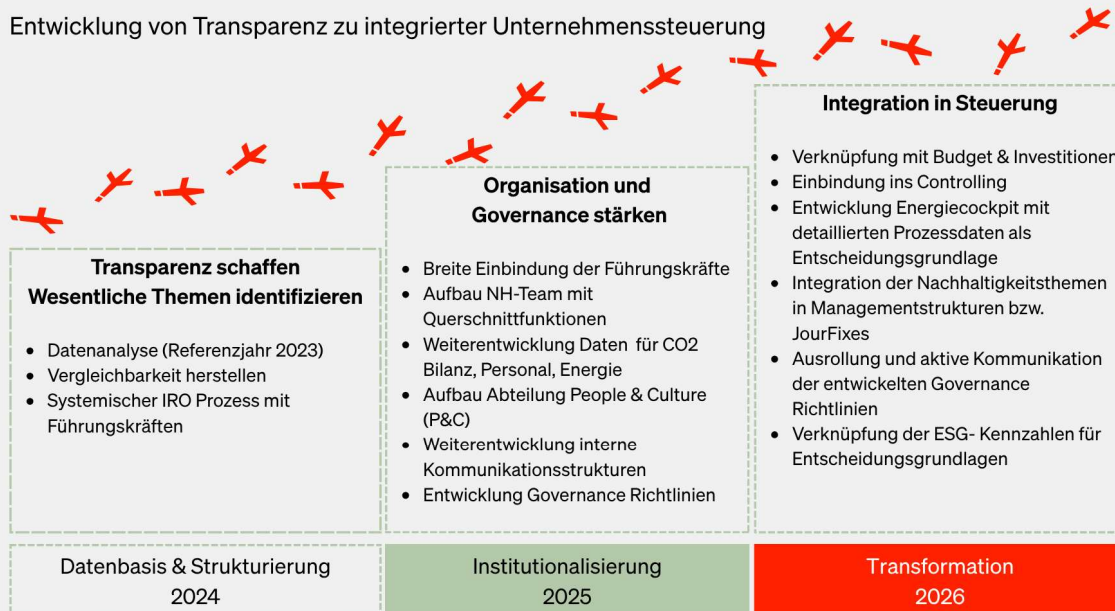 Entwicklung von Transparenz zu integrierter Unternehmenssteuerung
Transparenz schaffen
Wesentliche Themen identifizieren
• Datenanalyse (Referenzjahr 2023)
• Vergleichbarkeit herstellen
• Systemischer IRO Prozess mit
Führungskräften
Datenbasis & Strukturierung
2024
Organisation und
Governance stärken
• Breite Einbindung der Führungskräfte
• Aufbau NH-Team mit
Querschnittfunktionen
• Weiterentwicklung Daten für CO2
Bilanz, Personal, Energie
• Aufbau Abteilung People & Culture
(P&C)
• Weiterentwicklung interne
Kommunikationsstrukturen
• Entwicklung Governance Richtlinien
Institutionalisierung
2025
Integration in Steuerung
• Verknüpfung mit Budget & Investitionen
• Einbindung ins Controlling
• Entwicklung Energiecockpit mit
detaillierten Prozessdaten als
Entscheidungsgrundlage
• Integration der Nachhaltigkeitsthemen
in Managementstrukturen bzw.
JourFixes
• Ausrollung und aktive Kommunikation
der entwickelten Governance
Richtlinien
• Verknüpfung der ESG- Kennzahlen für
Entscheidungsgrundlagen
Transformation
2026